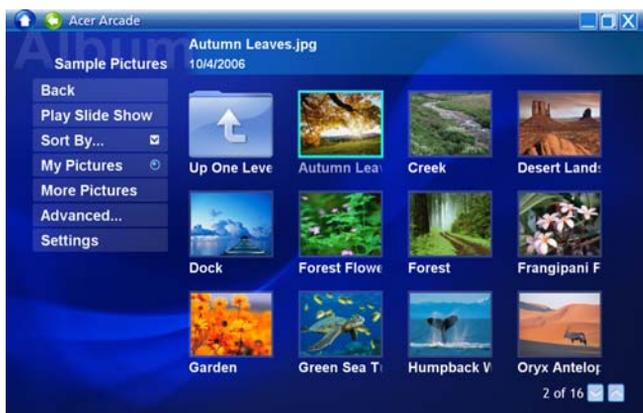 Acer Arcade
Album
Autumn Leaves.jpg
Sample Pictures
10/4/2006
Back
Play Slide Show
Sort By...
My Pictures
More Pictures
Advanced...
Settings
Up One Leve
Autumn Leav
Creek
Desert Lands
Dock
Forest Flowe
Forest
Frangipani F
Garden
Green Sea T
Humpback W
Oryx Antelop
2 of 16